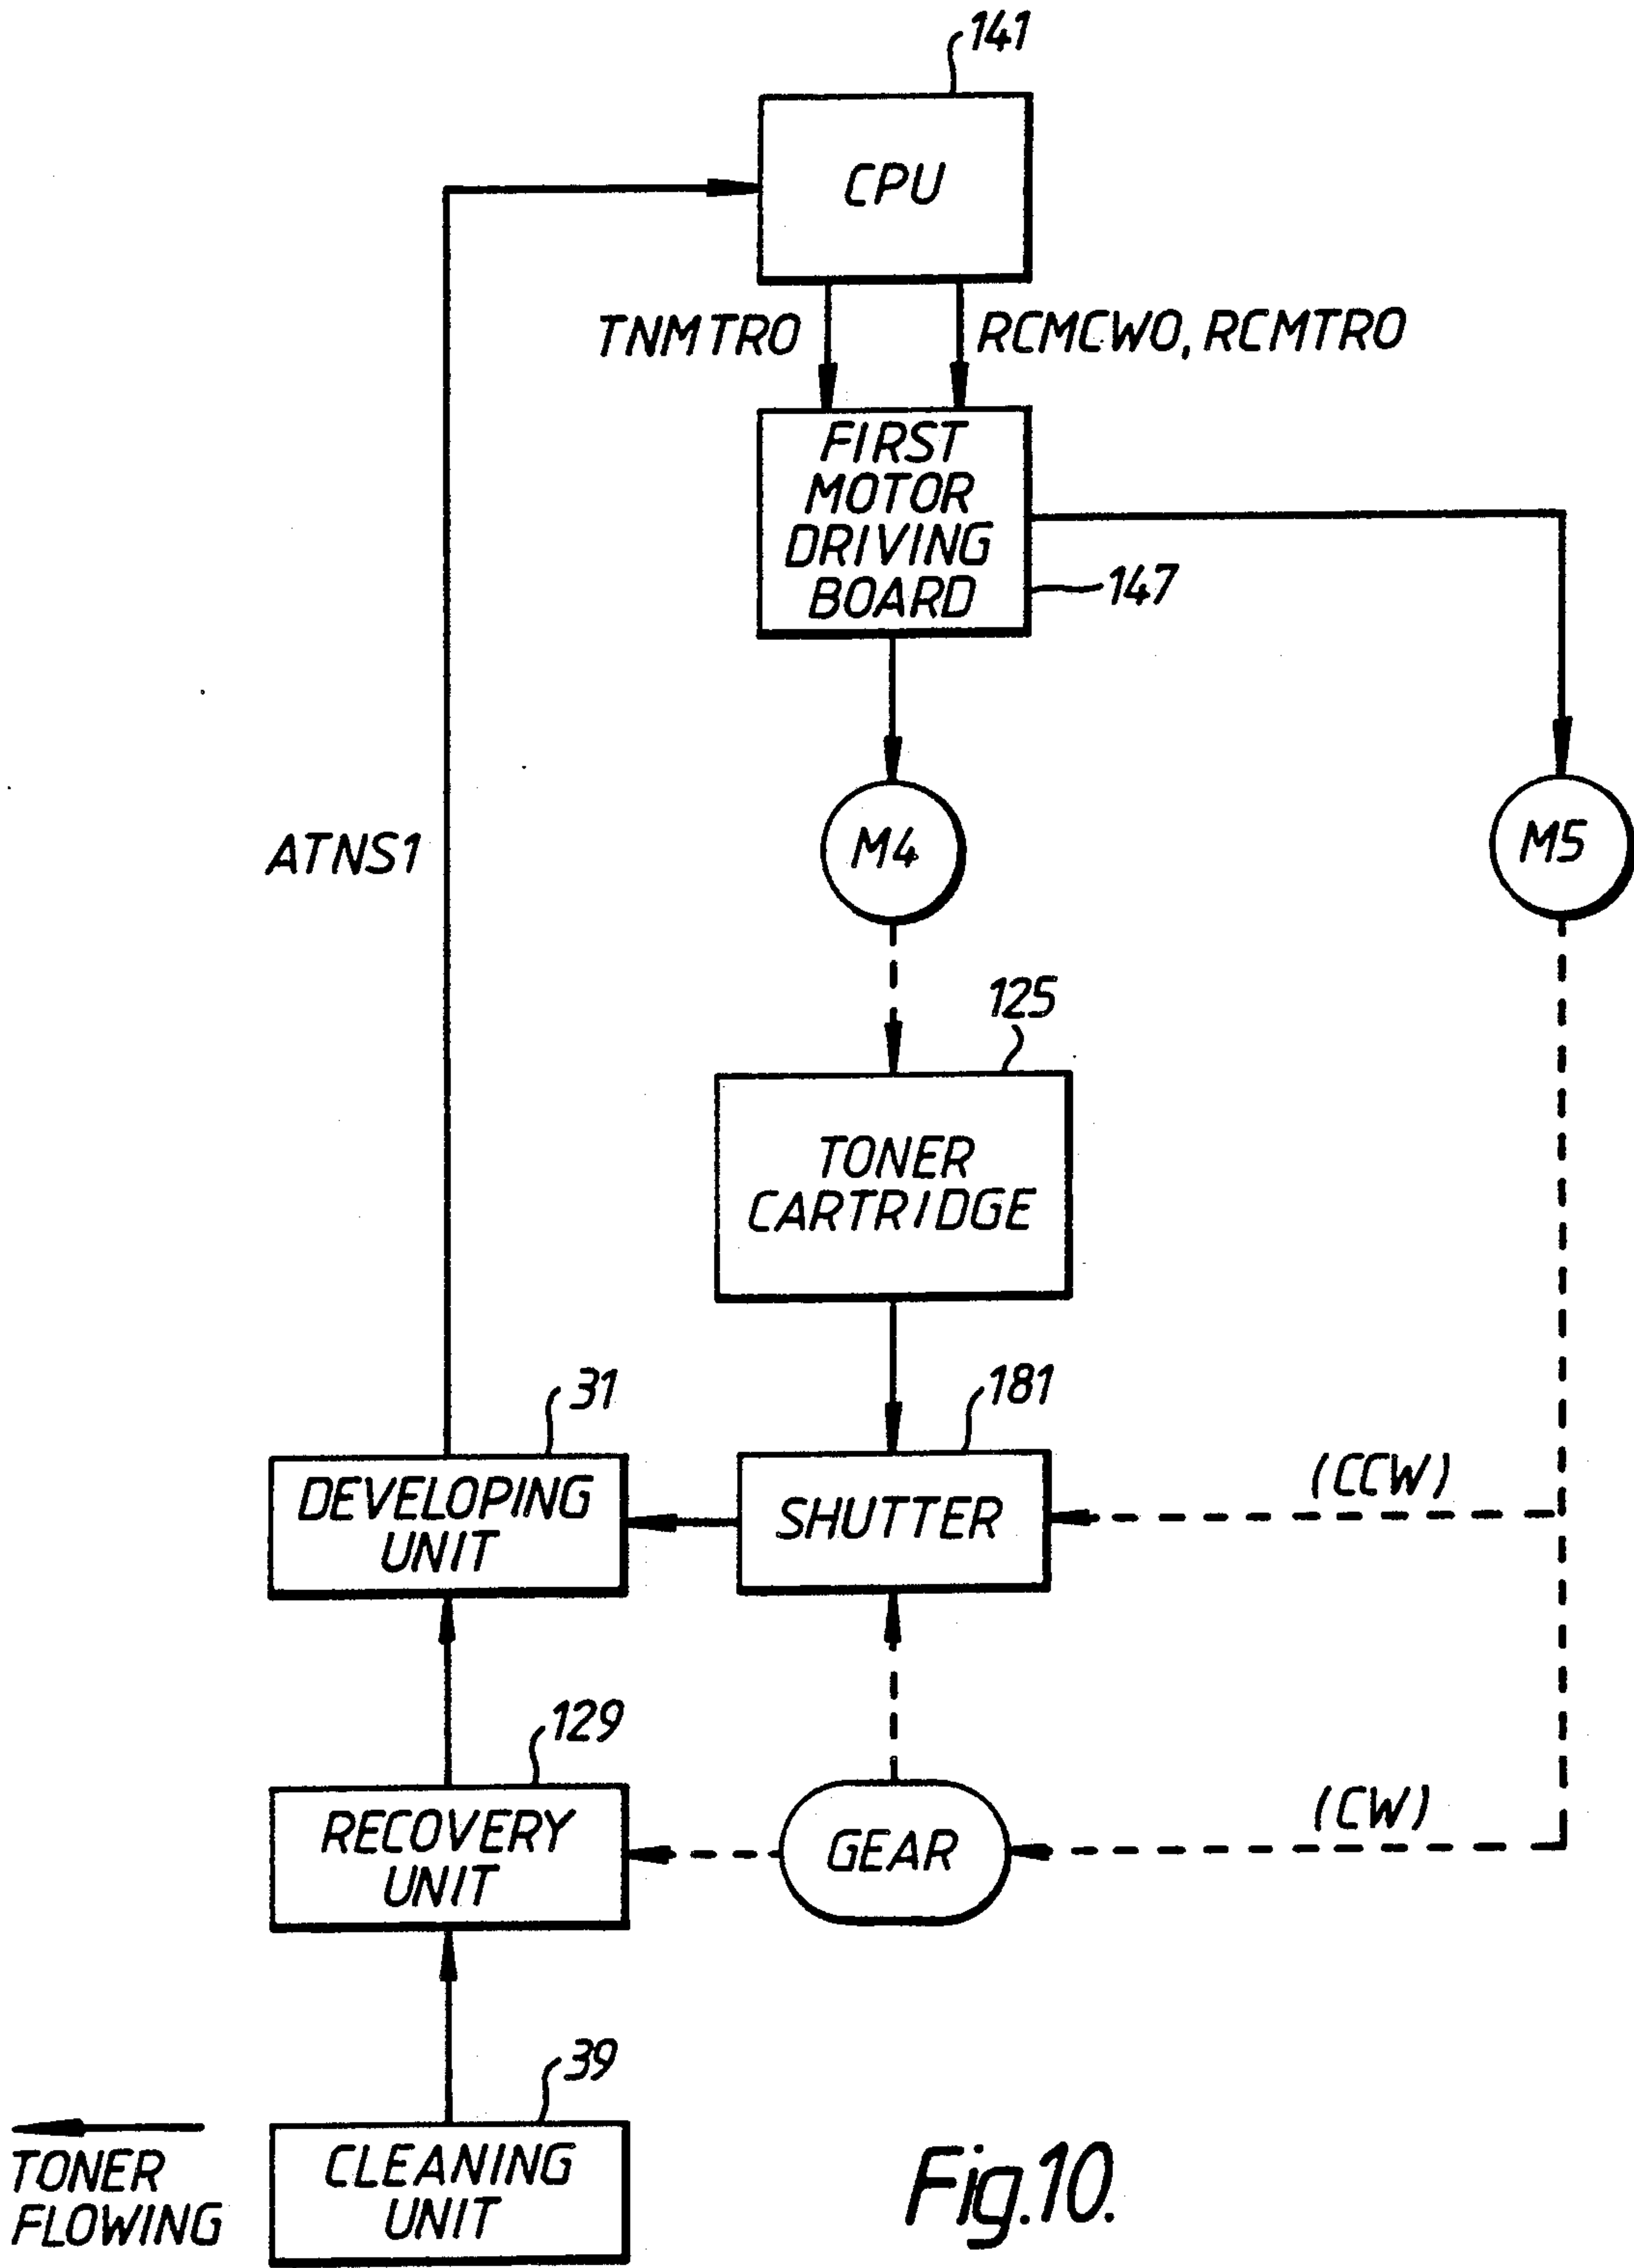 141
CPU
TNMTRO
RCMCWO, RCMTRO
FIRST
MOTOR
DRIVING
BOARD
147
M4
M5
ATNS1
125
TONER
CARTRIDGE
31
181
DEVELOPING
UNIT
SHUTTER
(CCW)
129
RECOVERY
UNIT
GEAR
(CW)
39
TONER
FLOWING
CLEANING
UNIT
Fig.10.